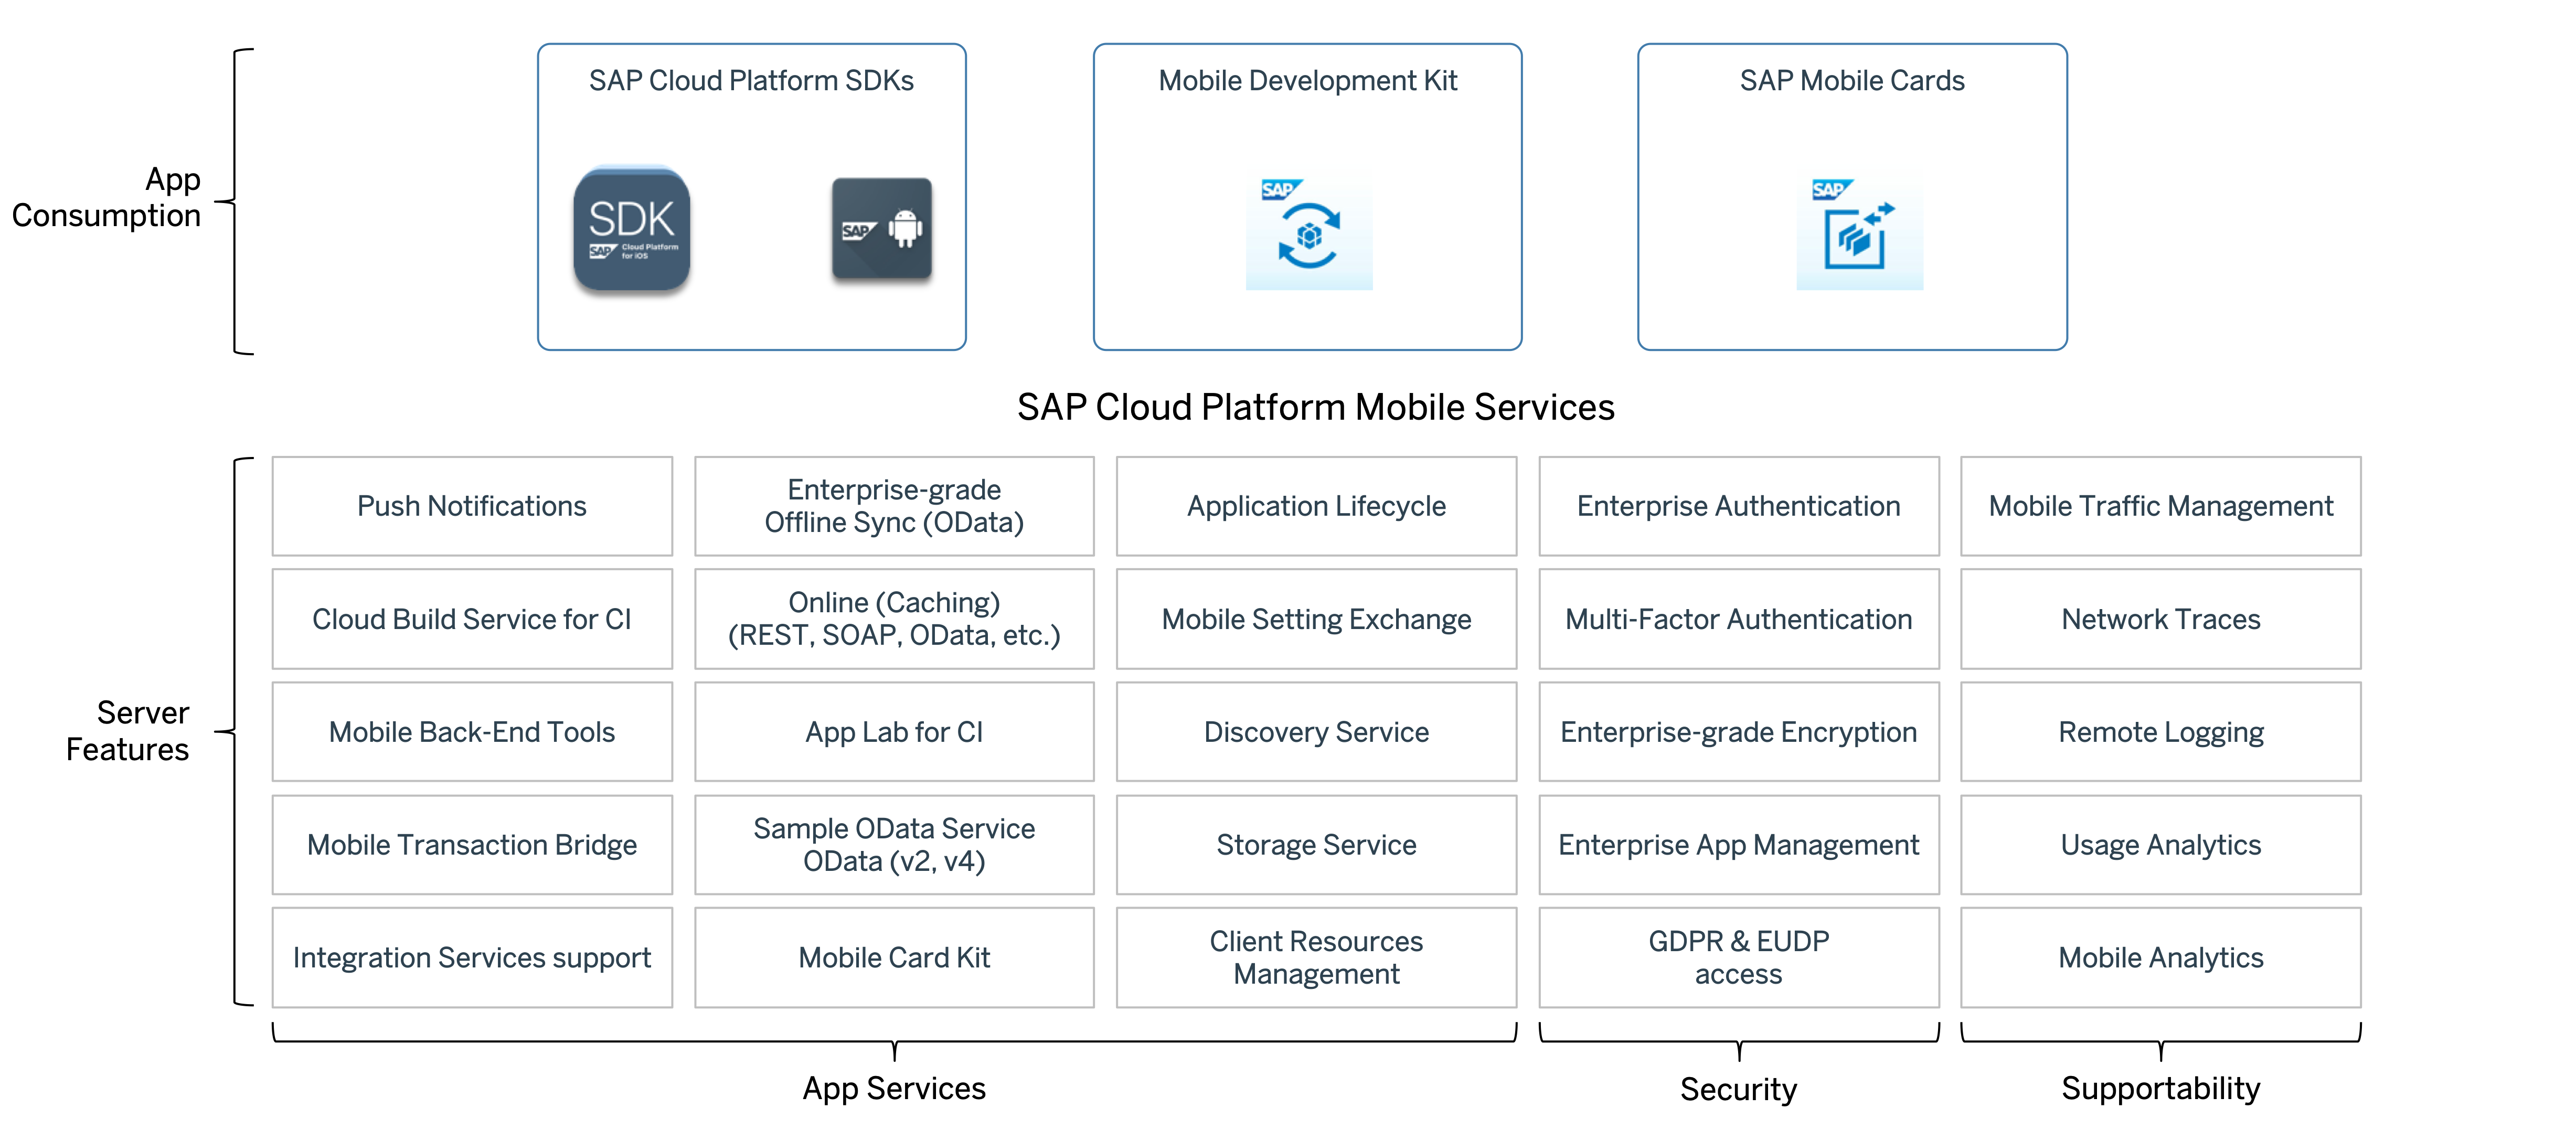 SAP Cloud Platform SDKs
Mobile Development Kit
SAP Mobile Cards
App
Consumption
SDK
SAP Cloud Platform
for iOS
SAP
SAP
SAP
SAP Cloud Platform Mobile Services
Server
Features
Push Notifications
Enterprise-grade
Offline Sync (OData)
Application Lifecycle
Enterprise Authentication
Mobile Traffic Management
Cloud Build Service for CI
Online (Caching)
(REST, SOAP, OData, etc.)
Mobile Setting Exchange
Multi-Factor Authentication
Network Traces
Mobile Back-End Tools
App Lab for CI
Discovery Service
Enterprise-grade Encryption
Remote Logging
Mobile Transaction Bridge
Sample OData Service
OData (v2, v4)
Storage Service
Enterprise App Management
Usage Analytics
Integration Services support
Mobile Card Kit
Client Resources
Management
GDPR & EUDP
access
Mobile Analytics
App Services
Security
Supportability